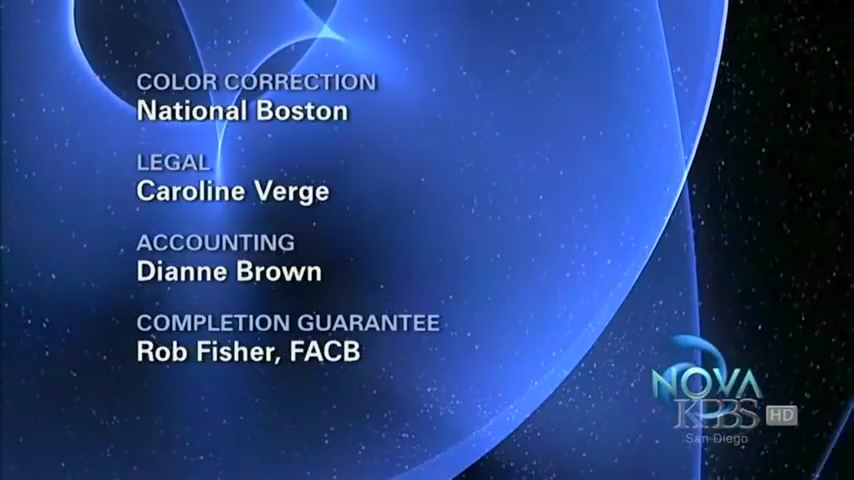 COLOR CORRECTION
National Boston
LEGAL
Caroline Verge
ACCOUNTING
Dianne Brown
COMPLETION GUARANTEE
Rob Fisher, FACB
NOVA
KPBS HD
San Diego